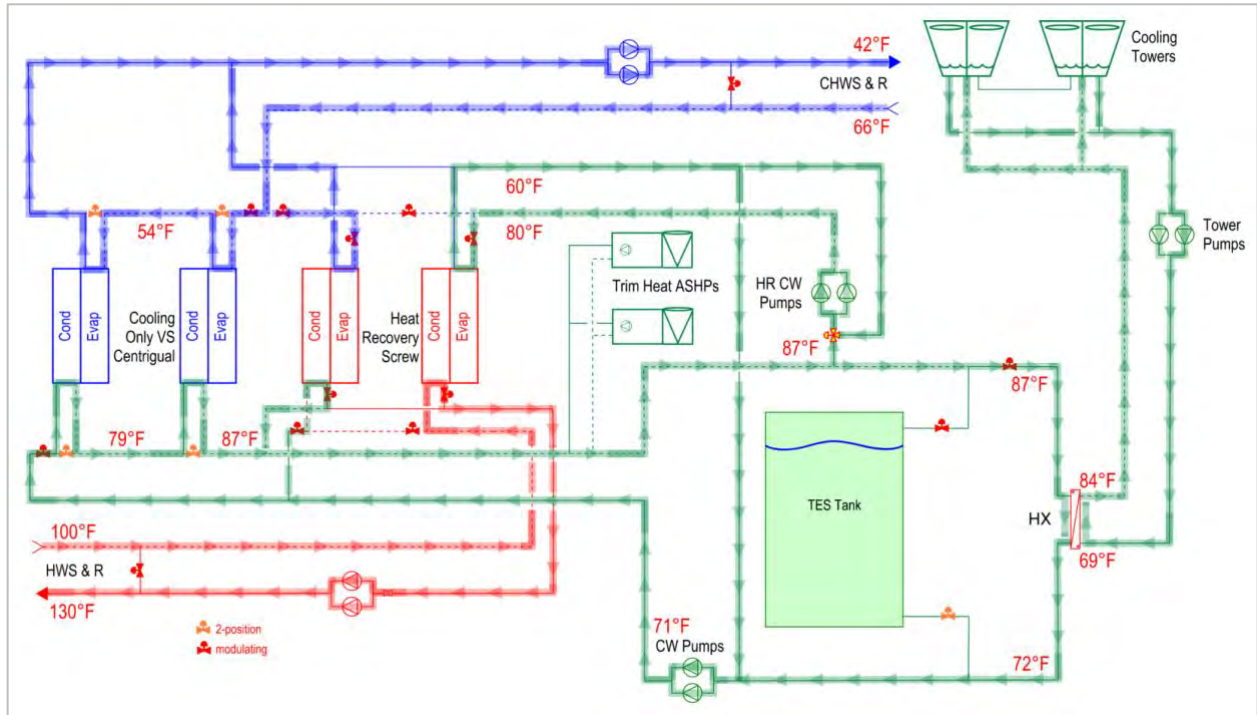 42°F
Cooling
Towers
CHWS & R
66°F
60°F
54°F
80°F
Tower
Pumps
Trim Heat ASHPs
HR CW
Pumps
Cond
Evap
Cooling
Only VS
Centrigual
Cond
Evap
Cond
Evap
Heat
Recovery
Screw
Cond
Evap
87°F
87°F
79°F
87°F
84°F
TES Tank
HX
100°F
69°F
HWS & R
130°F
71°F
CW Pumps
72°F
2-position
modulating